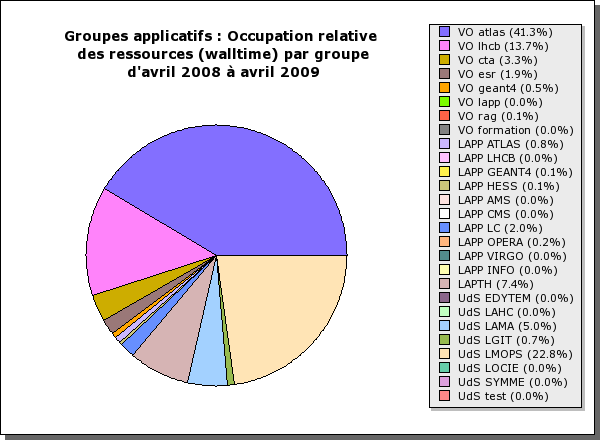 Groupes applicatifs : Occupation relative
des ressources (walltime) par groupe
d'avril 2008 à avril 2009
VO atlas (41.3%)
VO lhcb (13.7%)
VO cta (3.3%)
VO esr (1.9%)
VO geant4 (0.5%)
VO lapp (0.0%)
VO rag (0.1%)
VO formation (0.0%)
LAPP ATLAS (0.8%)
LAPP LHCB (0.0%)
LAPP GEANT4 (0.1%)
LAPP HESS (0.1%)
LAPP AMS (0.0%)
LAPP CMS (0.0%)
LAPP LC (2.0%)
LAPP OPERA (0.2%)
LAPP VIRGO (0.0%)
LAPP INFO (0.0%)
LAPTH (7.4%)
UdS EDYTEM (0.0%)
UdS LAHC (0.0%)
UdS LAMA (5.0%)
UdS LGIT (0.7%)
UdS LMOPS (22.8%)
UdS LOCIE (0.0%)
UdS SYMME (0.0%)
UdS test (0.0%)